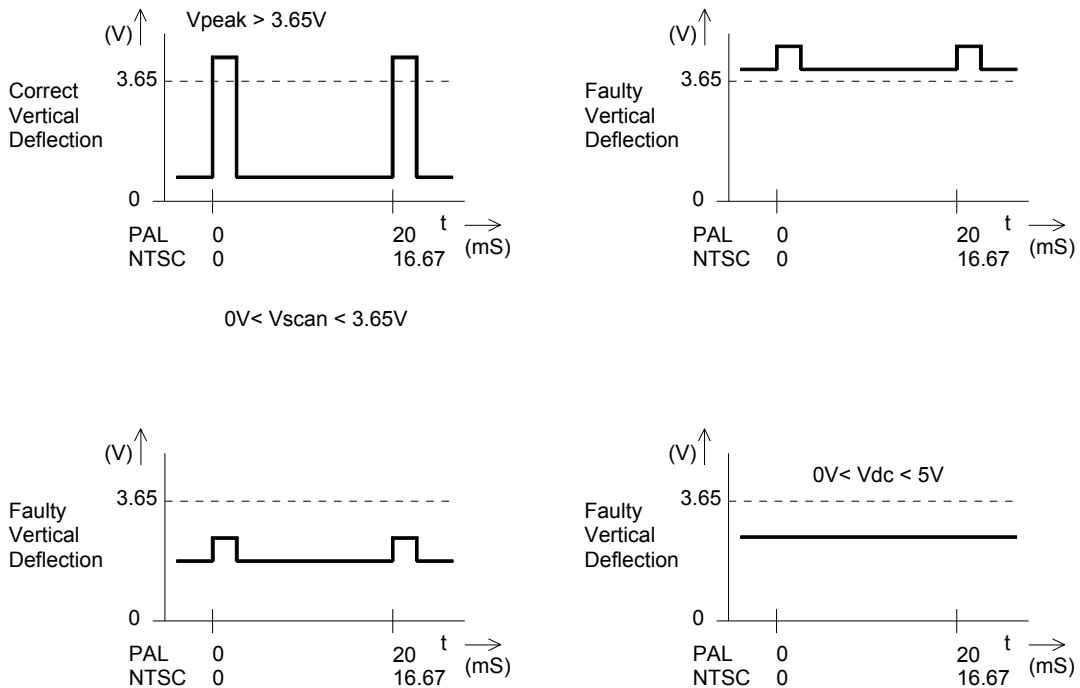 (V)
Vpeak > 3.65V
3.65
Correct
Vertical
Deflection
0
t
PAL 0 20 (mS)
NTSC 0 16.67
0V< Vscan < 3.65V
(V)
3.65
Faulty
Vertical
Deflection
0
t
PAL 0 20 (mS)
NTSC 0 16.67
(V)
3.65
Faulty
Vertical
Deflection
0
t
PAL 0 20 (mS)
NTSC 0 16.67
(V)
0V< Vdc < 5V
3.65
Faulty
Vertical
Deflection
0
t
PAL 0 20 (mS)
NTSC 0 16.67